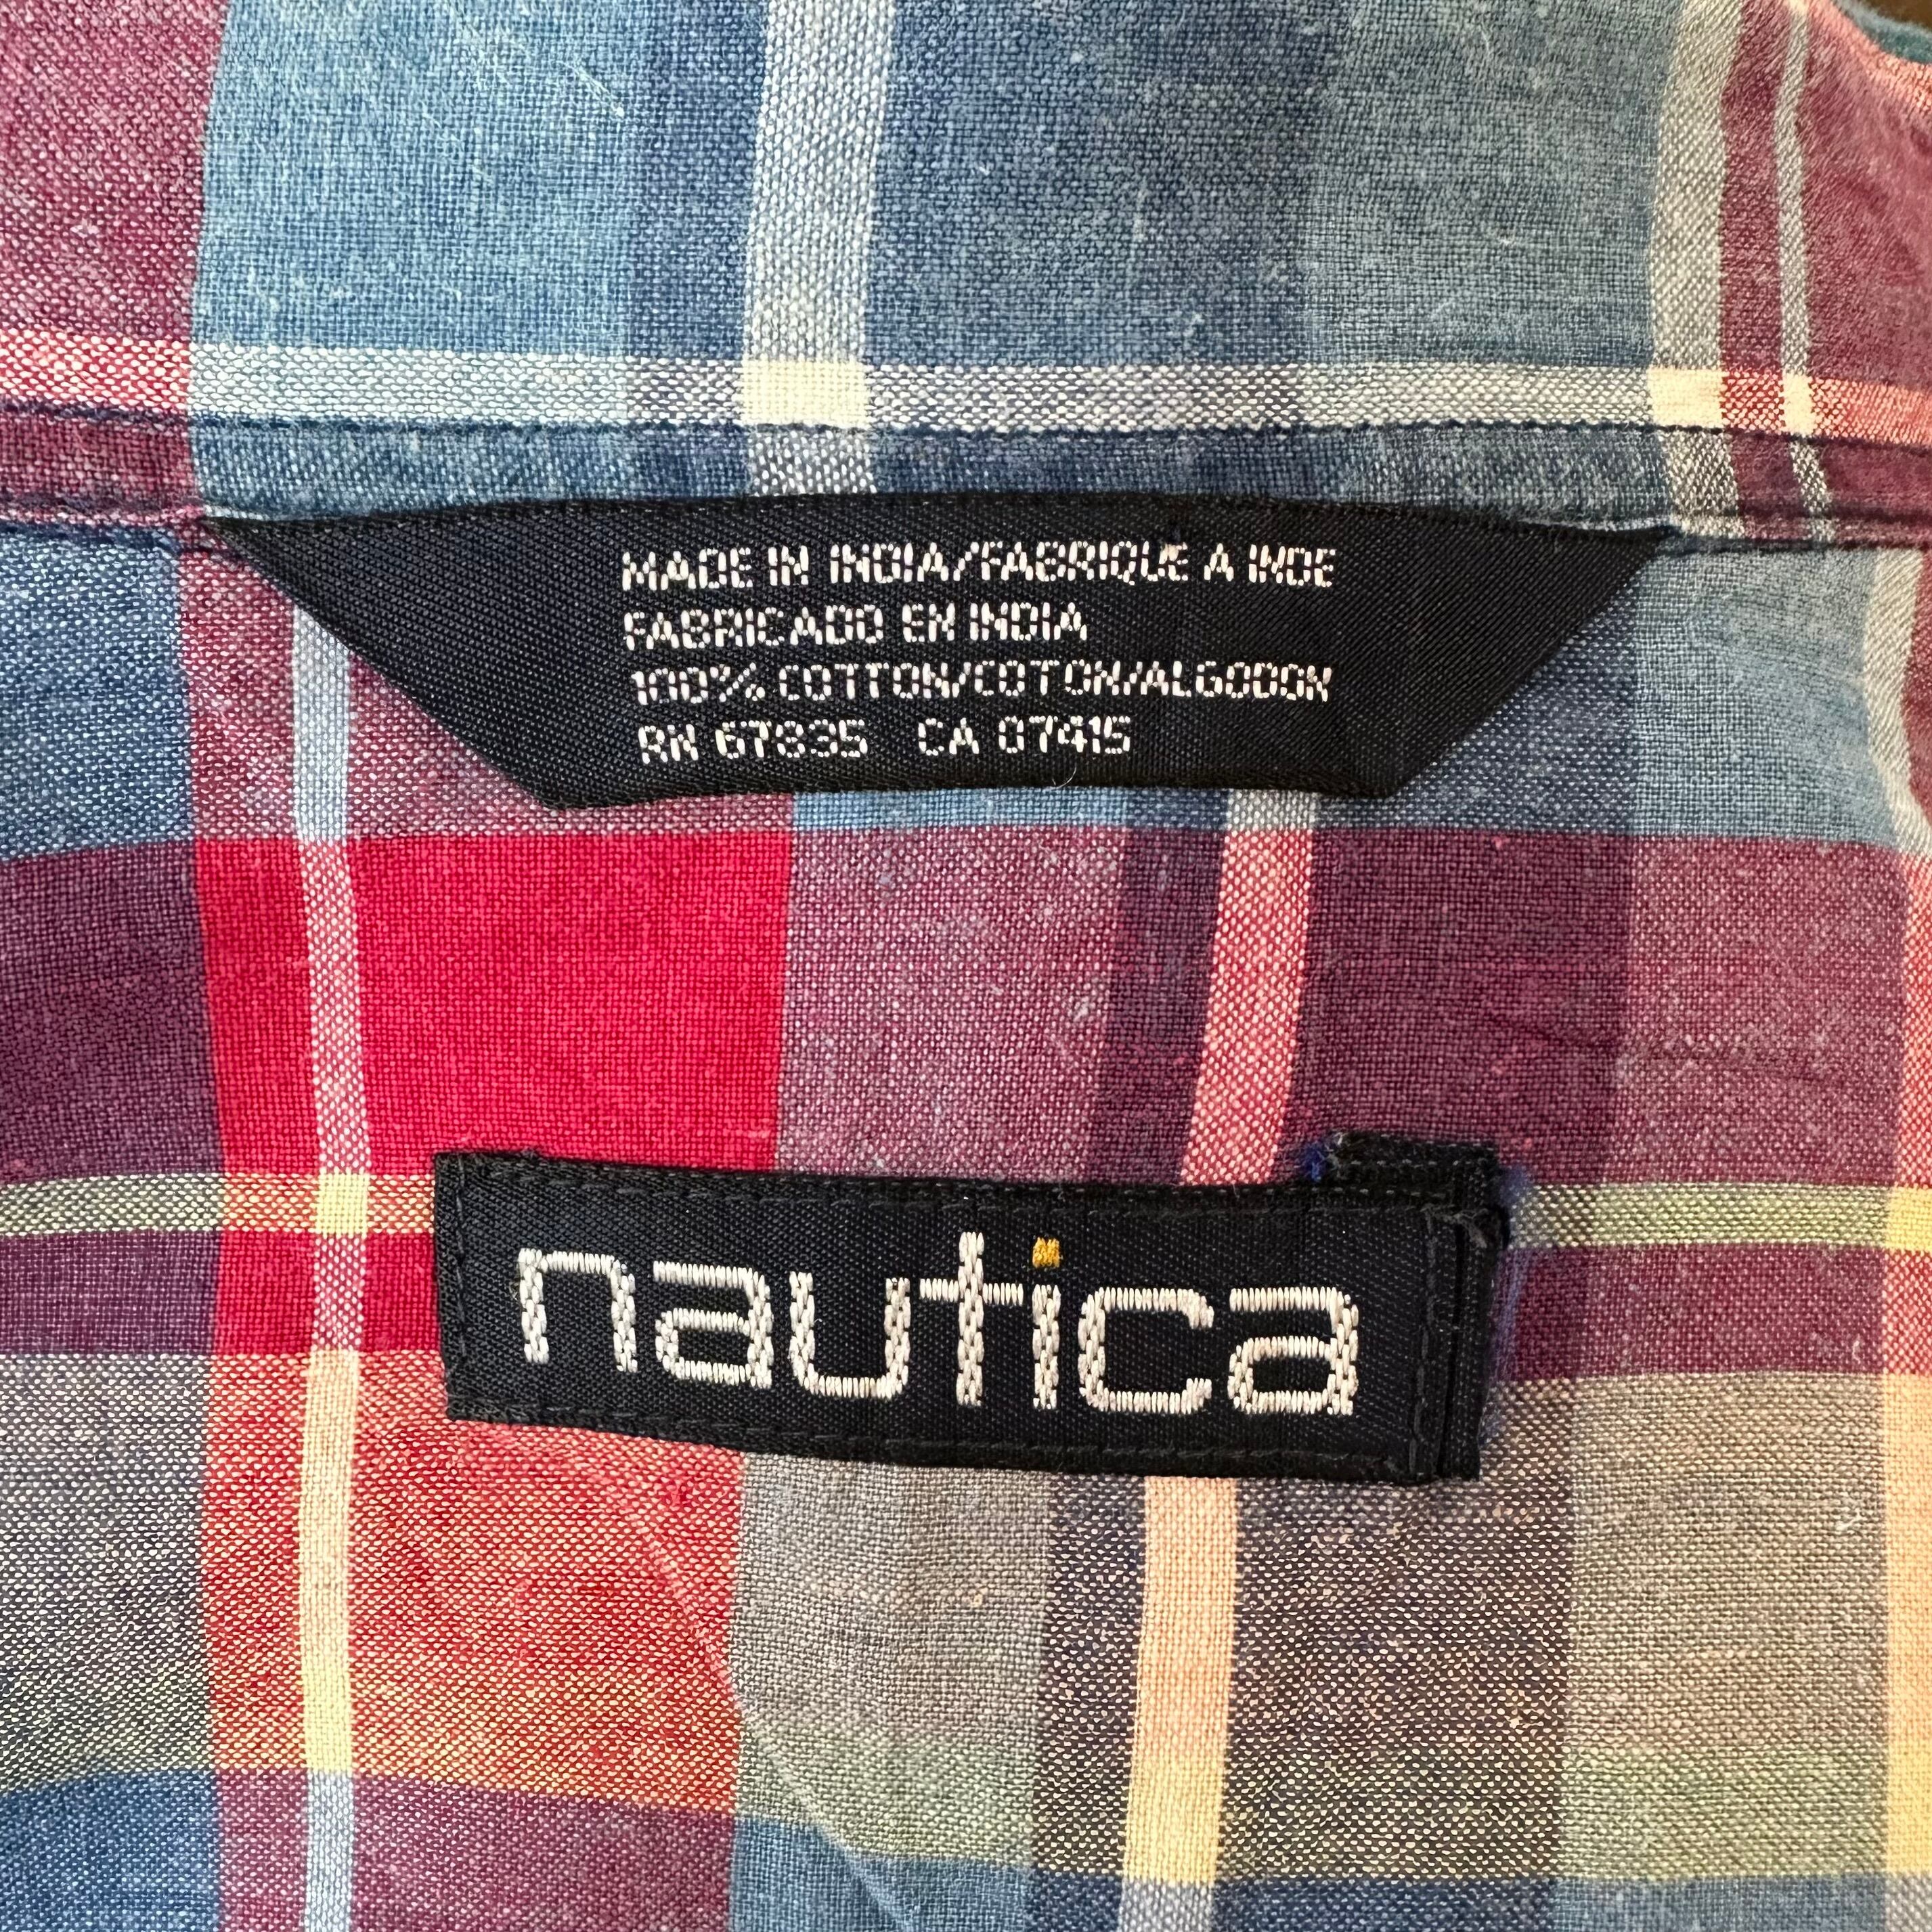 MADE IN INDIA/FABRIQUE A INDE
FABRICADO EN INDIA
100% COTTON/COTON/ALGODON
RN 67835 CA 07415
nautica